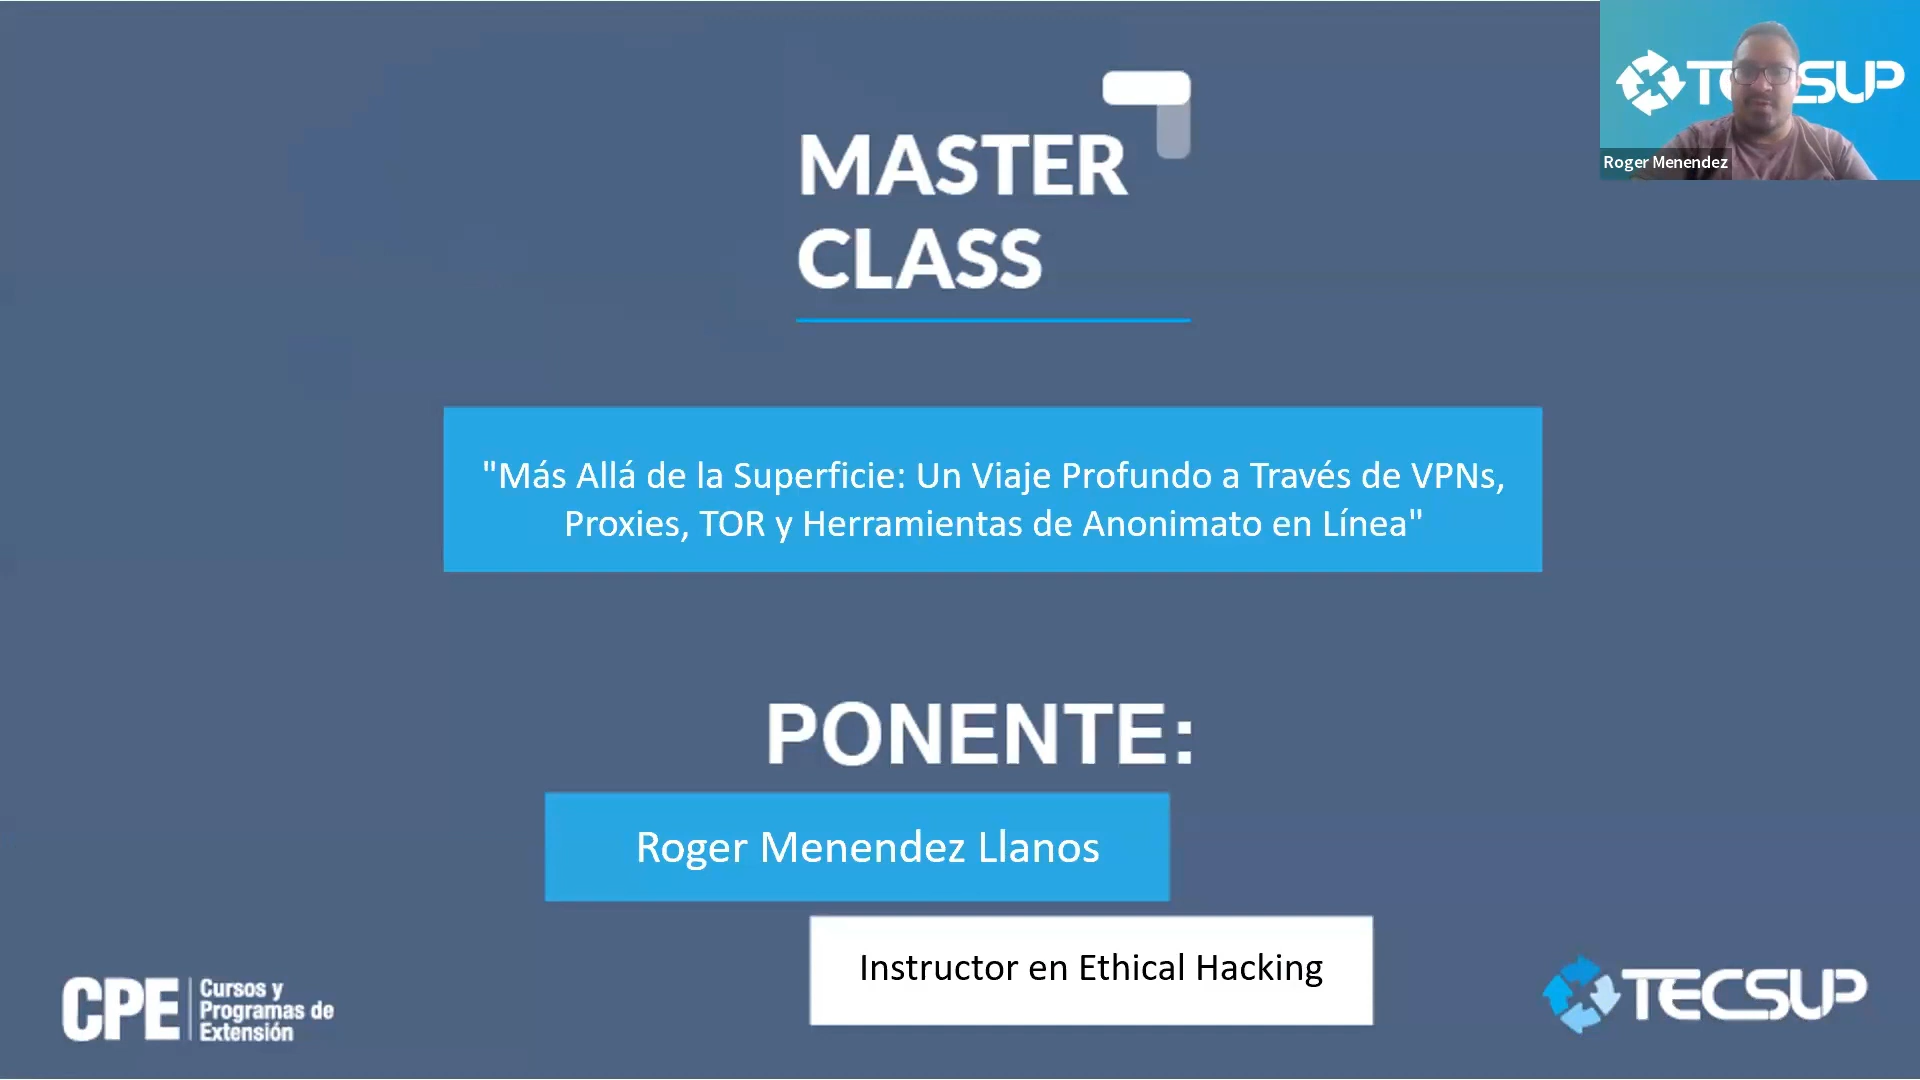 MASTER
CLASS
TECSUP
Roger Menendez
"Más Allá de la Superficie: Un Viaje Profundo a Través de VPNs,
Proxies, TOR y Herramientas de Anonimato en Línea"
PONENTE:
Roger Menendez Llanos
Instructor en Ethical Hacking
CPE
Cursos y
Programas de
Extensión
TECSUP